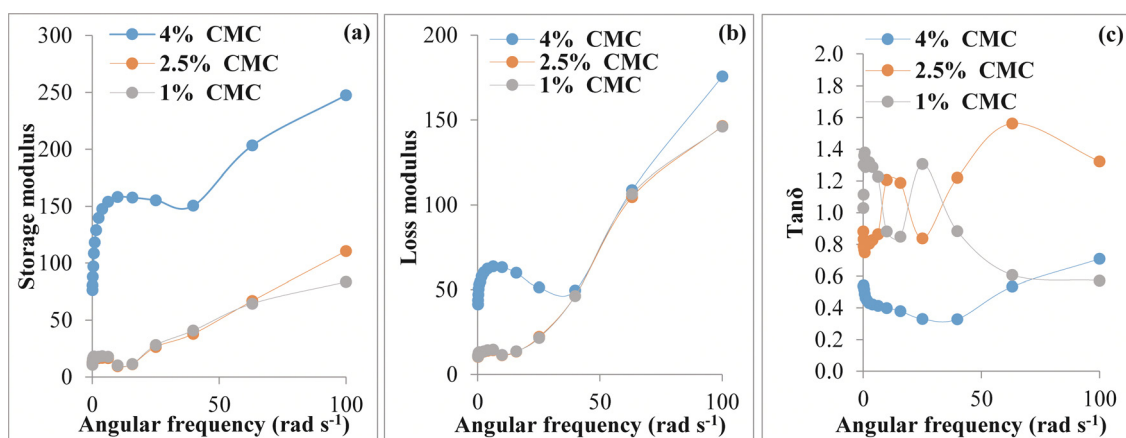 (a)
4% CMC
2.5% CMC
1% CMC
Storage modulus
300
250
200
150
100
50
0
0 50 100
Angular frequency (rad s⁻¹)
(b)
4% CMC
2.5% CMC
1% CMC
Loss modulus
200
150
100
50
0
0 50 100
Angular frequency (rad s⁻¹)
(c)
4% CMC
2.5% CMC
1% CMC
Tanδ
2.0
1.8
1.6
1.4
1.2
1.0
0.8
0.6
0.4
0.2
0.0
0 50 100
Angular frequency (rad s⁻¹)